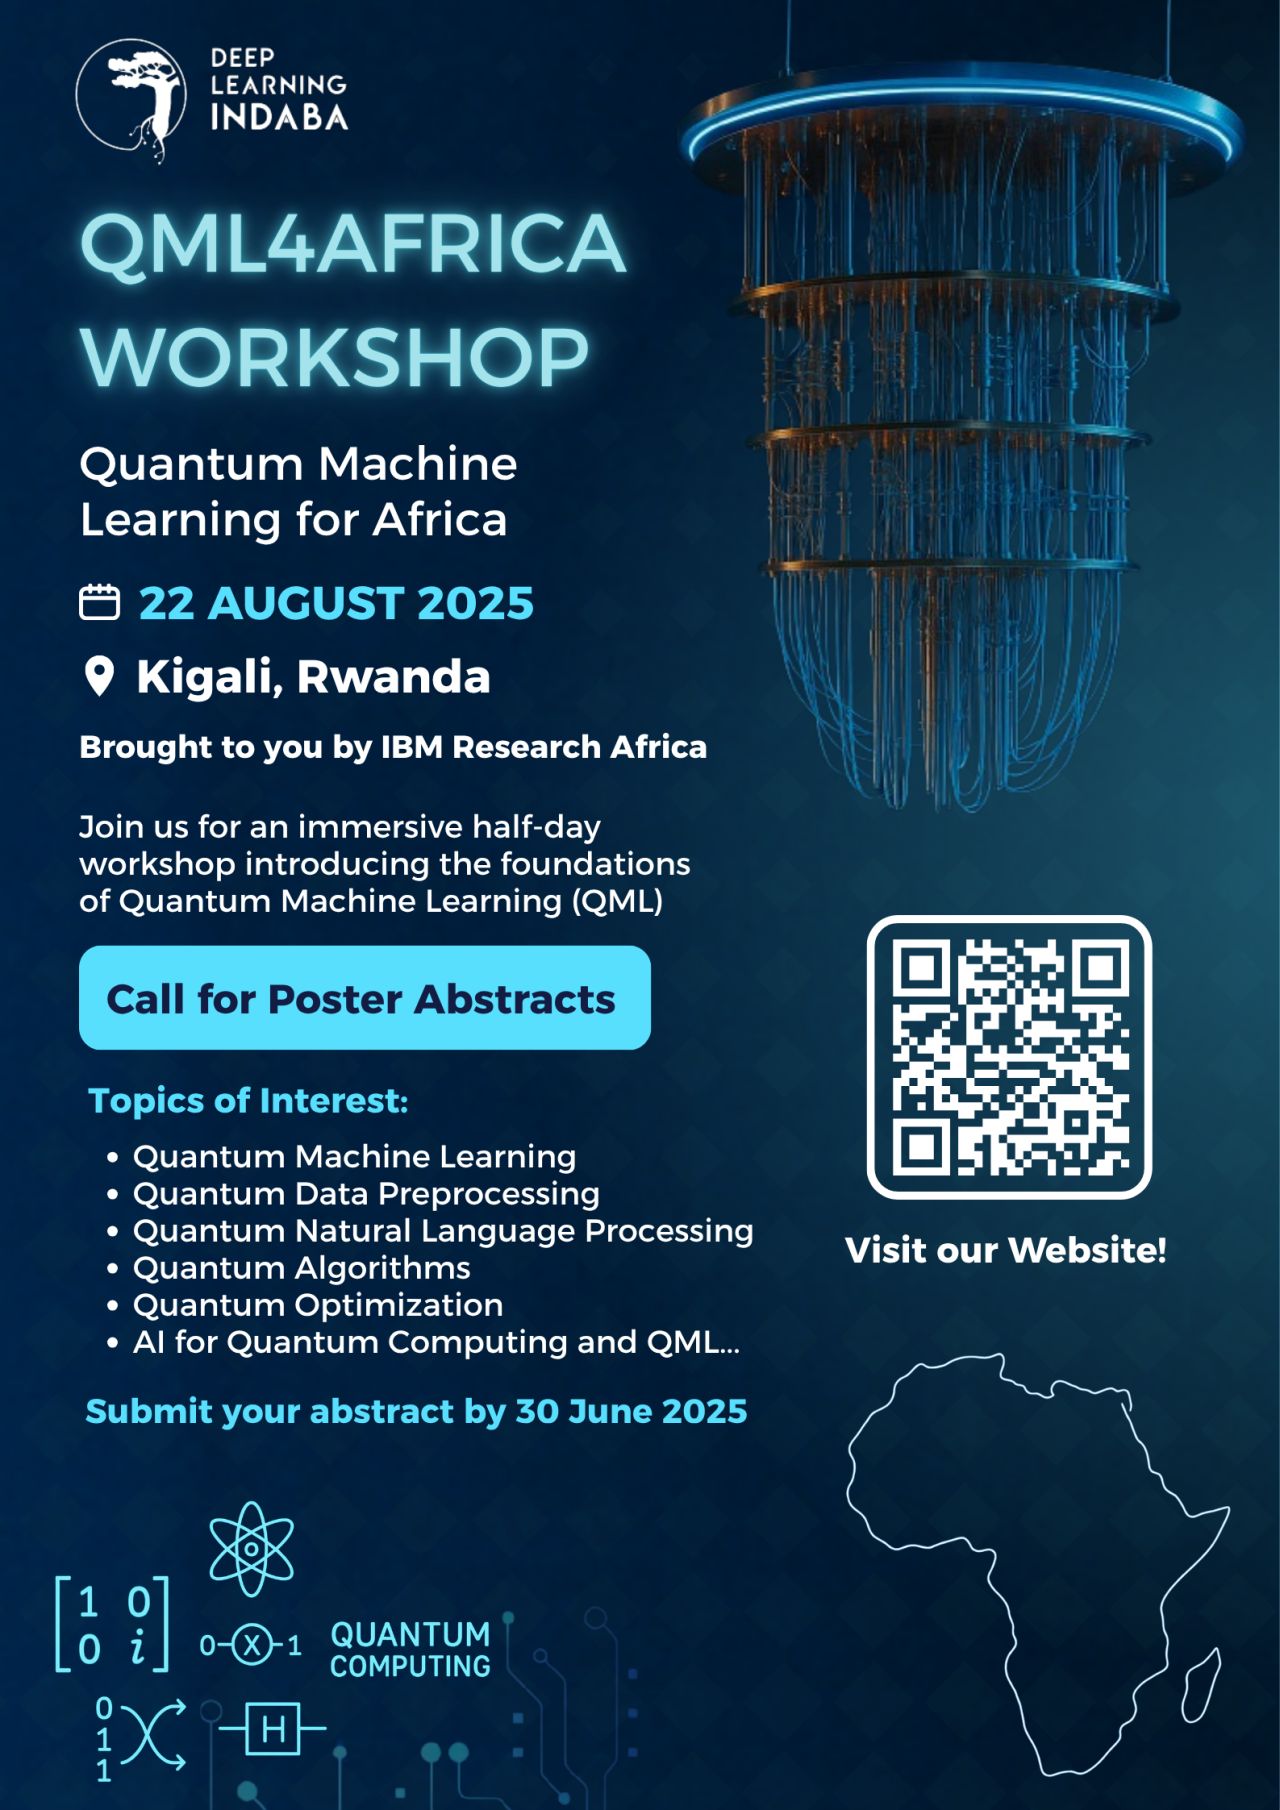 DEEP
LEARNING
INDABA
QML4AFRICA
WORKSHOP
Quantum Machine
Learning for Africa
22 AUGUST 2025
Kigali, Rwanda
Brought to you by IBM Research Africa
Join us for an immersive half-day
workshop introducing the foundations
of Quantum Machine Learning (QML)
Call for Poster Abstracts
Topics of Interest:
• Quantum Machine Learning
• Quantum Data Preprocessing
• Quantum Natural Language Processing
• Quantum Algorithms
• Quantum Optimization
• AI for Quantum Computing and QML...
Submit your abstract by 30 June 2025
Visit our Website!
1 0
0 i
0 X 1
QUANTUM
COMPUTING
0
1
1
H